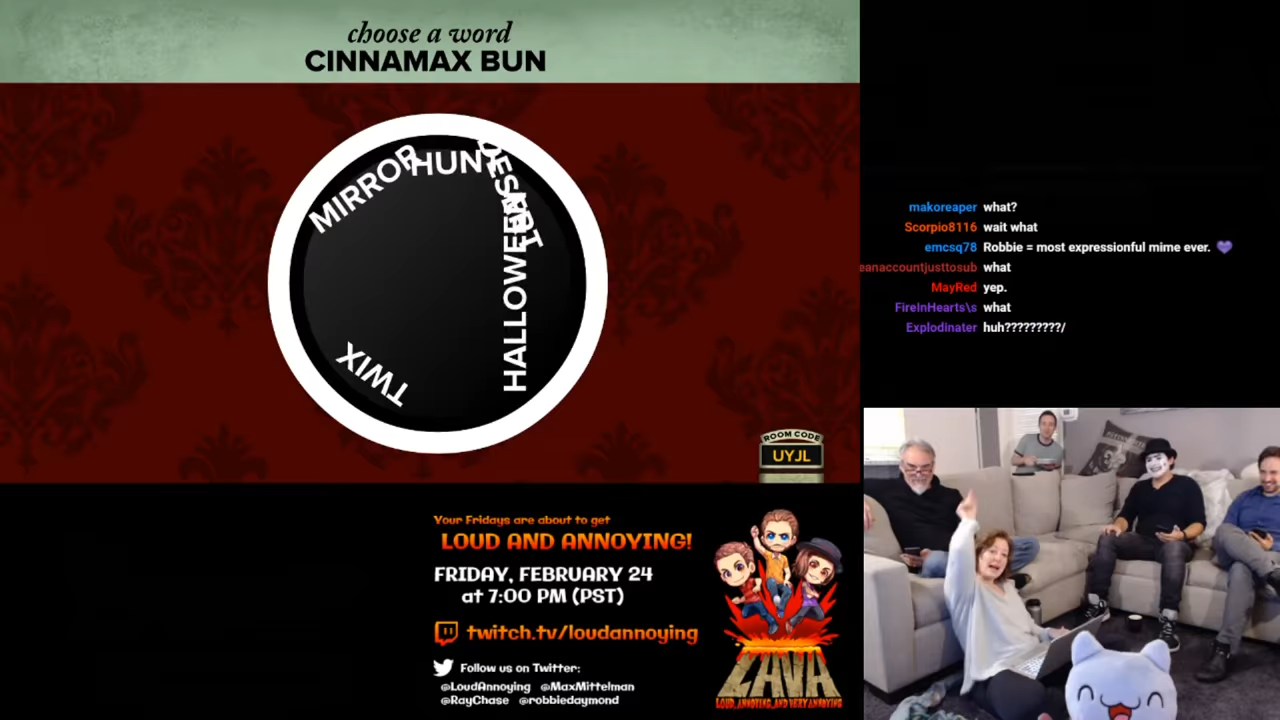 choose a word
CINNAMAX BUN
MIRROR
HUNT
DESERT
HALLOWEEN
TWIX
ROOM CODE
UYJL
makoreaper what?
Scorpio8116 wait what
emcsq78 Robbie = most expressionful mime ever. 💜
eanaccountjusttosub what
MayRed yep.
FireInHearts\s what
Explodinater huh?????????/
Your Fridays are about to get
LOUD AND ANNOYING!
FRIDAY, FEBRUARY 24
at 7:00 PM (PST)
twitch.tv/loudannoying
Follow us on Twitter:
@LoudAnnoying @MaxMittelman
@RayChase @robbiedaymond
LAVA
LOUD, ANNOYING, AND VERY ANNOYING